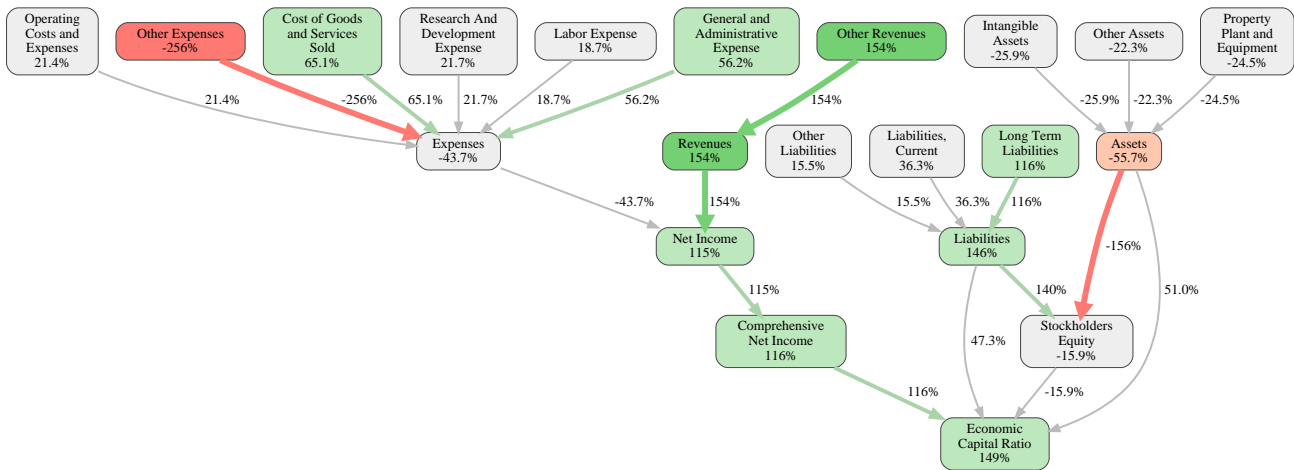 Operating
Costs and
Expenses
21.4%
Other Expenses
-256%
Cost of Goods
and Services
Sold
65.1%
Research And
Development
Expense
21.7%
Labor Expense
18.7%
General and
Administrative
Expense
56.2%
Other Revenues
154%
Intangible
Assets
-25.9%
Other Assets
-22.3%
Property
Plant and
Equipment
-24.5%
21.4%
-256%
65.1%
21.7%
18.7%
56.2%
154%
-25.9%
-22.3%
-24.5%
Expenses
-43.7%
Revenues
154%
Other
Liabilities
15.5%
Liabilities,
Current
36.3%
Long Term
Liabilities
116%
Assets
-55.7%
-43.7%
154%
15.5%
36.3%
116%
Net Income
115%
Liabilities
146%
-156%
115%
140%
51.0%
Comprehensive
Net Income
116%
47.3%
Stockholders
Equity
-15.9%
116%
-15.9%
Economic
Capital Ratio
149%